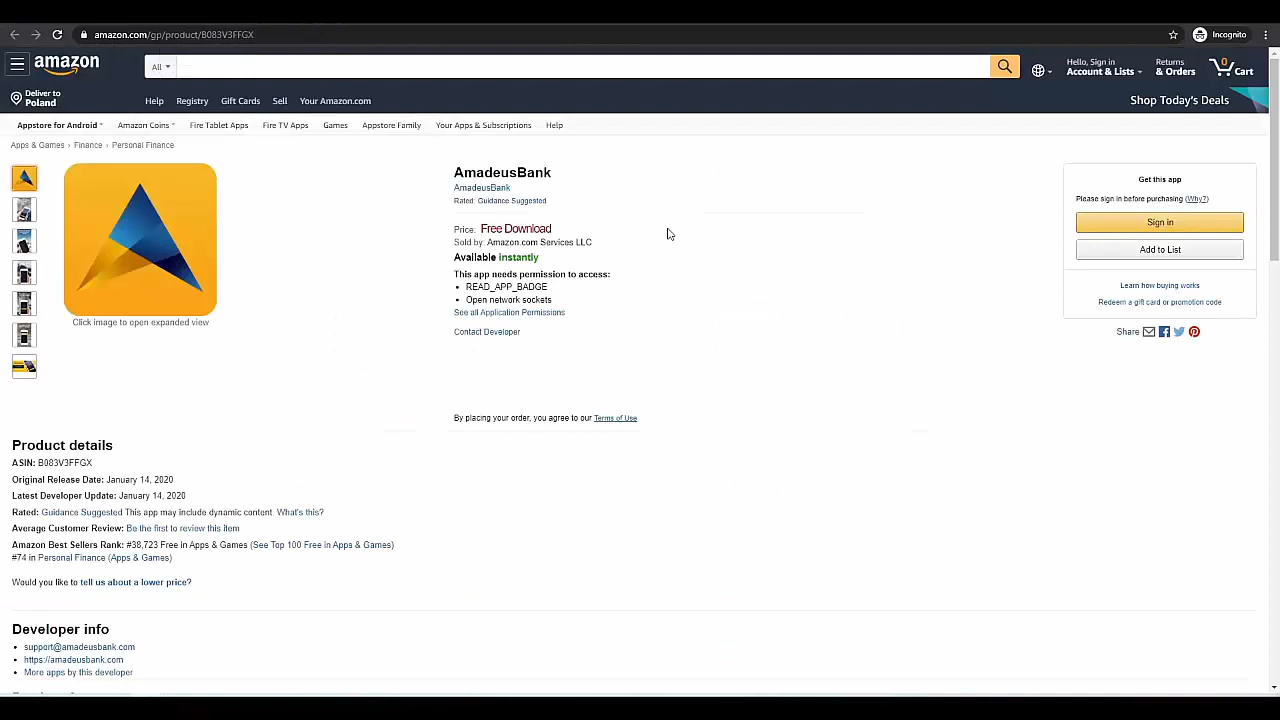 amazon.com/gp/product/B083V3FFGX
Incognito
amazon
All
Hello, Sign in
Account & Lists
Returns
& Orders
0
Cart
Deliver to
Poland
Help
Registry
Gift Cards
Sell
Your Amazon.com
Shop Today's Deals
Appstore for Android
Amazon Coins
Fire Tablet Apps
Fire TV Apps
Games
Appstore Family
Your Apps & Subscriptions
Help
Apps & Games › Finance › Personal Finance
Click image to open expanded view
AmadeusBank
AmadeusBank
Rated: Guidance Suggested
Price: Free Download
Sold by: Amazon.com Services LLC
Available instantly
This app needs permission to access:
• READ_APP_BADGE
• Open network sockets
See all Application Permissions
Contact Developer
By placing your order, you agree to our Terms of Use
Get this app
Please sign in before purchasing (Why?)
Sign in
Add to List
Learn how buying works
Redeem a gift card or promotion code
Share
Product details
ASIN: B083V3FFGX
Original Release Date: January 14, 2020
Latest Developer Update: January 14, 2020
Rated: Guidance Suggested This app may include dynamic content. What's this?
Average Customer Review: Be the first to review this item
Amazon Best Sellers Rank: #38,723 Free in Apps & Games (See Top 100 Free in Apps & Games)
#74 in Personal Finance (Apps & Games)
Would you like to tell us about a lower price?
Developer info
• support@amadeusbank.com
• https://amadeusbank.com
• More apps by this developer